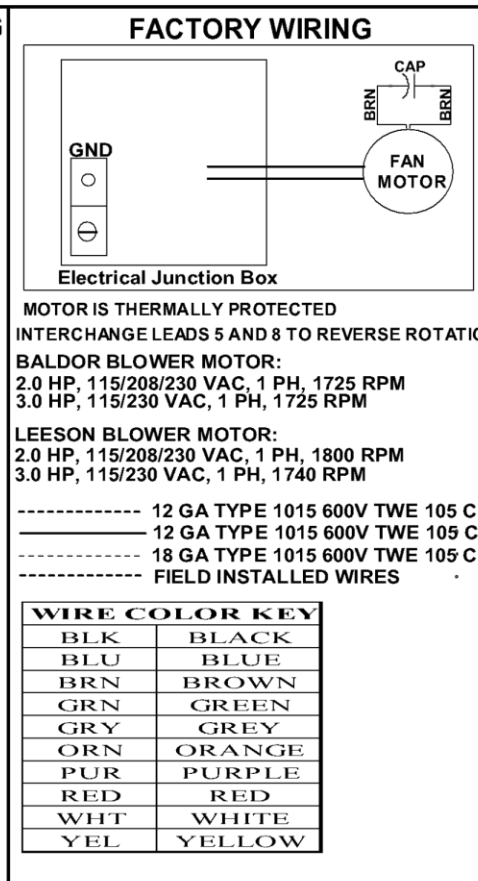 FACTORY WIRING
CAP
BRN
BRN
GND
FAN
MOTOR
Electrical Junction Box
MOTOR IS THERMALLY PROTECTED
INTERCHANGE LEADS 5 AND 8 TO REVERSE ROTATIO
BALDOR BLOWER MOTOR:
2.0 HP, 115/208/230 VAC, 1 PH, 1725 RPM
3.0 HP, 115/230 VAC, 1 PH, 1725 RPM
LEESON BLOWER MOTOR:
2.0 HP, 115/208/230 VAC, 1 PH, 1800 RPM
3.0 HP, 115/230 VAC, 1 PH, 1740 RPM
12 GA TYPE 1015 600V TWE 105 C
12 GA TYPE 1015 600V TWE 105 C
18 GA TYPE 1015 600V TWE 105 C
FIELD INSTALLED WIRES
WIRE COLOR KEY
BLK BLACK
BLU BLUE
BRN BROWN
GRN GREEN
GRY GREY
ORN ORANGE
PUR PURPLE
RED RED
WHT WHITE
YEL YELLOW